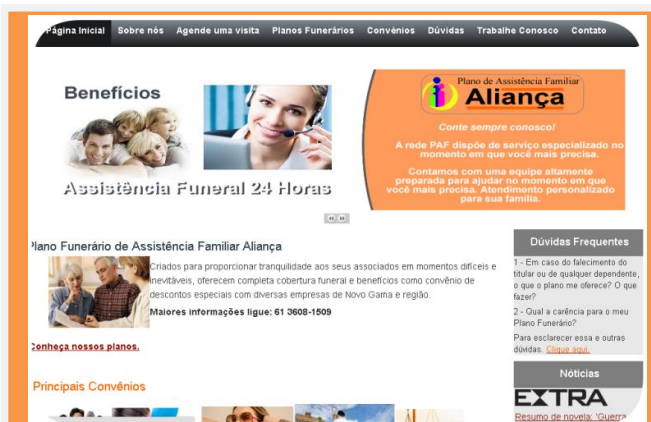 Página Inicial Sobre nós Agende uma visita Planos Funerários Convênios Dúvidas Trabalhe Conosco Contato
Benefícios
Assistência Funeral 24 Horas
Plano de Assistência Familiar
Aliança
Conte sempre conosco!
A rede PAF dispõe de serviço especializado no
momento em que você mais precisa.
Contamos com uma equipe altamente
preparada para ajudar no momento em que
você mais precisa. Atendimento personalizado
para sua família.
Plano Funerário de Assistência Familiar Aliança
Criados para proporcionar tranquilidade aos seus associados em momentos difíceis e
inevitáveis, oferecem completa cobertura funeral e benefícios como convênio de
descontos especiais com diversas empresas de Novo Gama e região.
Maiores informações ligue: 61 3608-1509
Conheça nossos planos.
Principais Convênios
Dúvidas Frequentes
1 - Em caso do falecimento do
titular ou de qualquer dependente,
o que o plano me oferece? O que
fazer?
2 - Qual a carência para o meu
Plano Funerário?
Para esclarecer essa e outras
dúvidas. Clique aqui.
Nóticias
EXTRA
Resumo de novela: 'Guerra